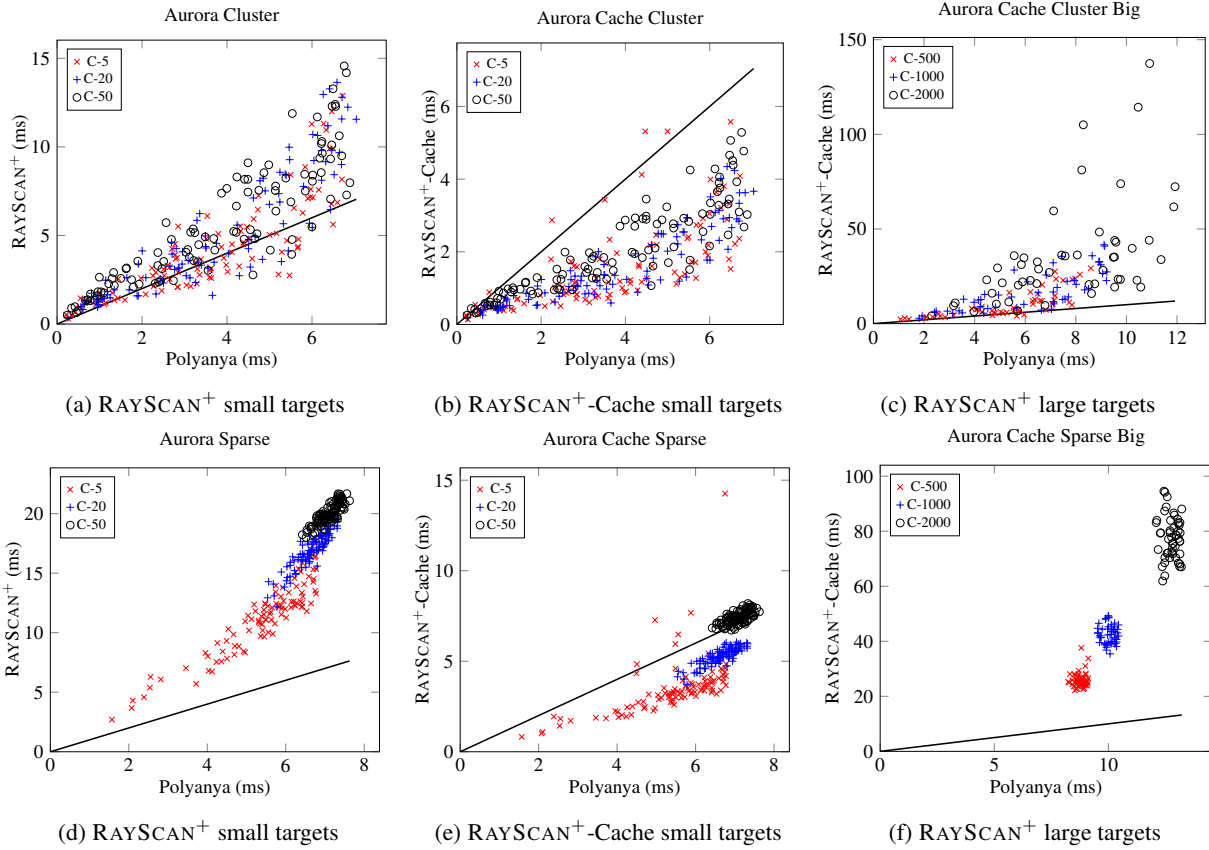 Aurora Cluster
15
10
5
0
0 2 4 6
RAYSCAN+ (ms)
Polyanya (ms)
C-5
C-20
C-50
(a) RAYSCAN+ small targets
Aurora Cache Cluster
6
4
2
0
0 2 4 6
RAYSCAN+-Cache (ms)
Polyanya (ms)
C-5
C-20
C-50
(b) RAYSCAN+-Cache small targets
Aurora Cache Cluster Big
150
100
50
0
0 2 4 6 8 10 12
RAYSCAN+-Cache (ms)
Polyanya (ms)
C-500
C-1000
C-2000
(c) RAYSCAN+ large targets
Aurora Sparse
20
15
10
5
0
0 2 4 6 8
RAYSCAN+ (ms)
Polyanya (ms)
C-5
C-20
C-50
(d) RAYSCAN+ small targets
Aurora Cache Sparse
15
10
5
0
0 2 4 6 8
RAYSCAN+-Cache (ms)
Polyanya (ms)
C-5
C-20
C-50
(e) RAYSCAN+-Cache small targets
Aurora Cache Sparse Big
100
80
60
40
20
0
0 5 10
RAYSCAN+-Cache (ms)
Polyanya (ms)
C-500
C-1000
C-2000
(f) RAYSCAN+ large targets